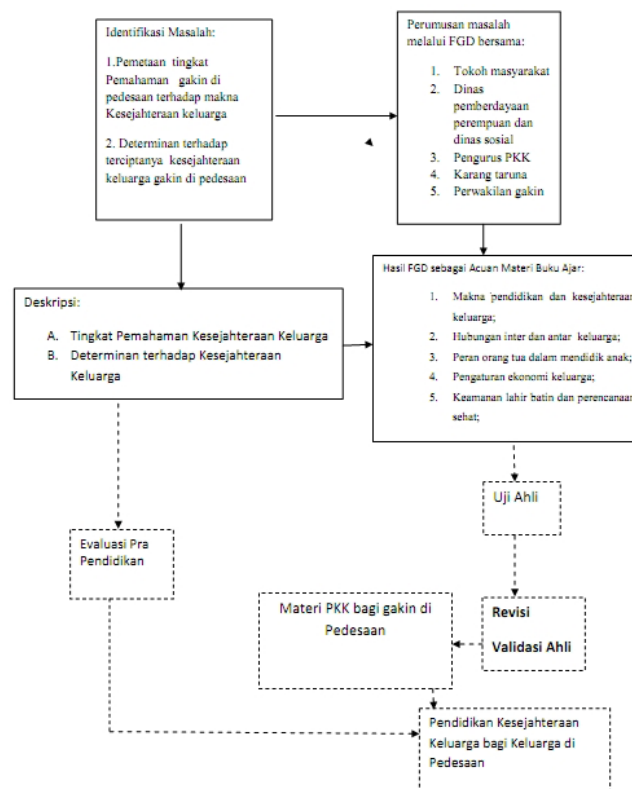 Identifikasi Masalah:
1.Pemetaan tingkat
Pemahaman gakin di
pedesaan terhadap makna
Kesejahteraan keluarga
2. Determinan terhadap
terciptanya kesejahteraan
keluarga gakin di pedesaan
Perumusan masalah
melalui FGD bersama:
1. Tokoh masyarakat
2. Dinas
pemberdayaan
perempuan dan
dinas sosial
3. Pengurus PKK
4. Karang taruna
5. Perwakilan gakin
Deskripsi:
A. Tingkat Pemahaman Kesejahteraan Keluarga
B. Determinan terhadap Kesejahteraan
Keluarga
Hasil FGD sebagai Acuan Materi Buku Ajar:
1. Makna pendidikan dan kesejahteraan
keluarga;
2. Hubungan inter dan antar keluarga;
3. Peran orang tua dalam mendidik anak;
4. Pengaturan ekonomi keluarga;
5. Keamanan lahir batin dan perencanaan
sehat;
Uji Ahli
Evaluasi Pra
Pendidikan
Revisi
Validasi Ahli
Materi PKK bagi gakin di
Pedesaan
Pendidikan Kesejahteraan
Keluarga bagi Keluarga di
Pedesaan